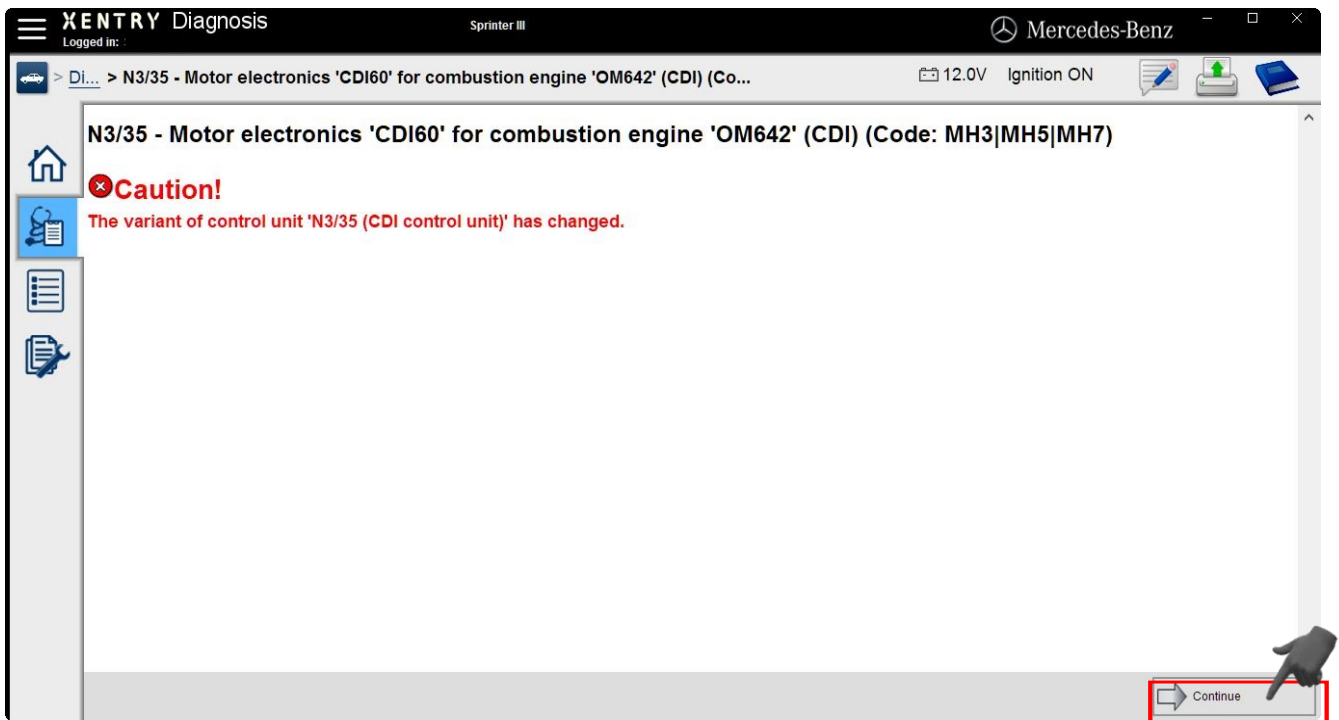 XENTRY Diagnosis
Logged in:
Sprinter III
Mercedes-Benz
> Di... > N3/35 - Motor electronics 'CDI60' for combustion engine 'OM642' (CDI) (Co...
12.0V Ignition ON
N3/35 - Motor electronics 'CDI60' for combustion engine 'OM642' (CDI) (Code: MH3|MH5|MH7)
Caution!
The variant of control unit 'N3/35 (CDI control unit)' has changed.
Continue